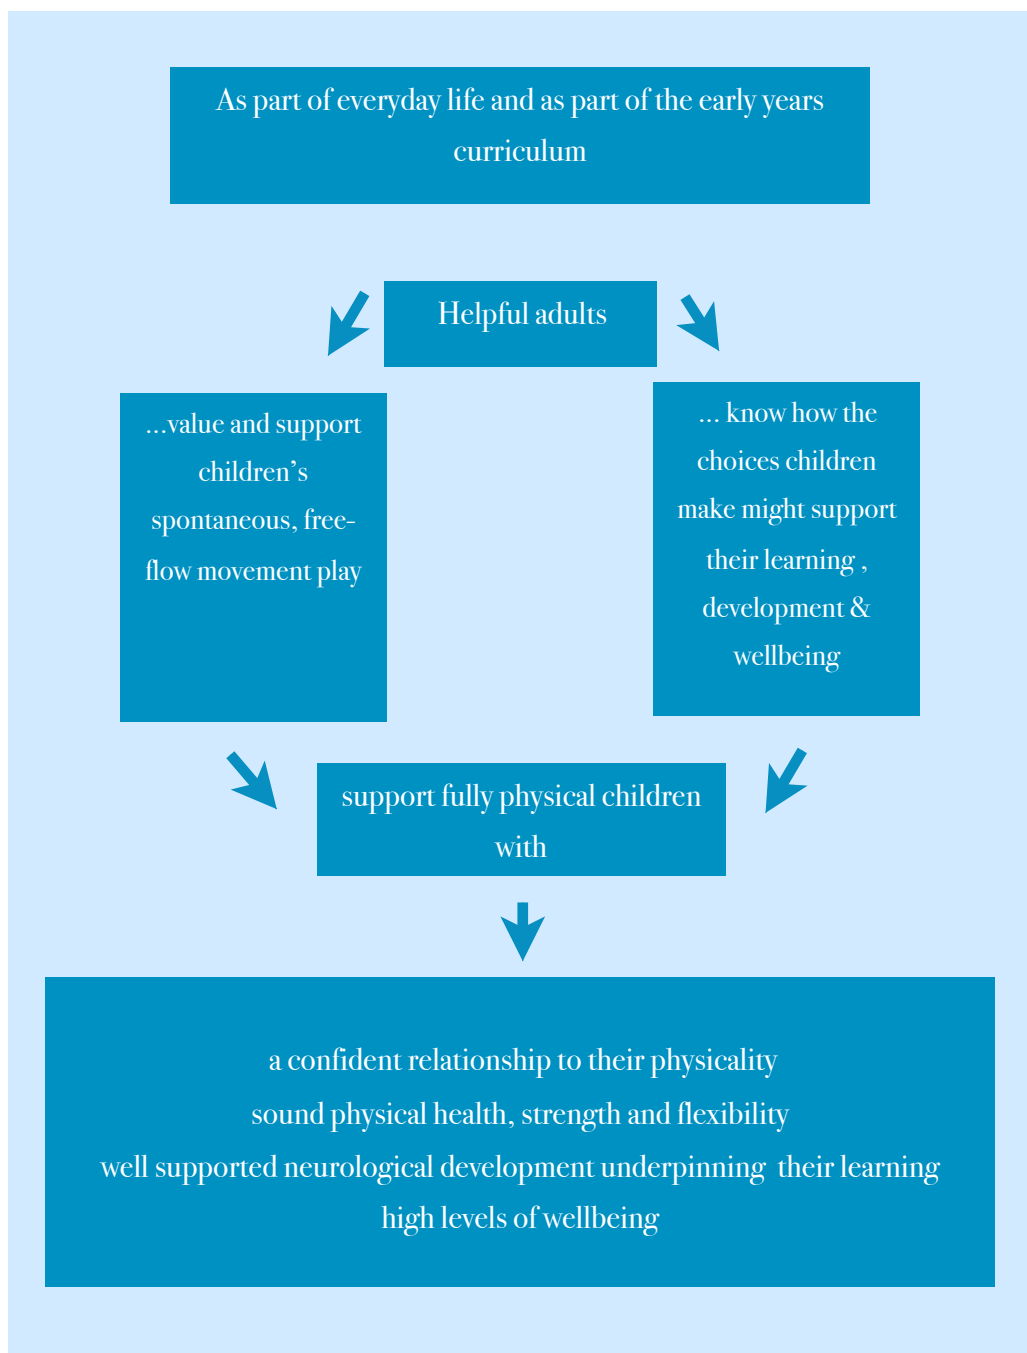 As part of everyday life and as part of the early years
curriculum
Helpful adults
...value and support
children’s
spontaneous, free-
flow movement play
... know how the
choices children
make might support
their learning ,
development &
wellbeing
support fully physical children
with
a confident relationship to their physicality
sound physical health, strength and flexibility
well supported neurological development underpinning  their learning
high levels of wellbeing